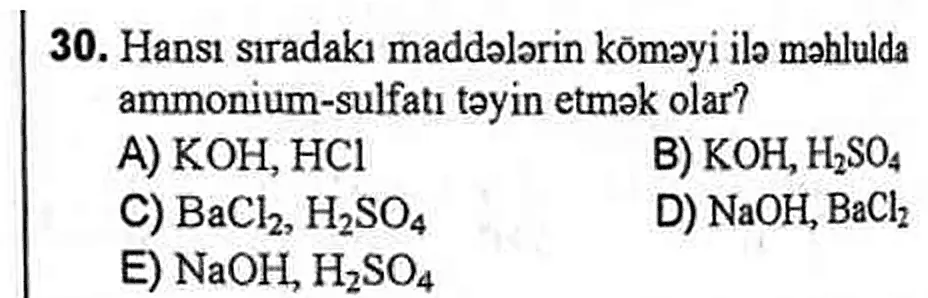 30. Hansı sıradakı maddələrin köməyi ilə məhlulda
ammonium-sulfatı təyin etmək olar?
A) KOH, HCl B) KOH, H₂SO₄
C) BaCl₂, H₂SO₄ D) NaOH, BaCl₂
E) NaOH, H₂SO₄